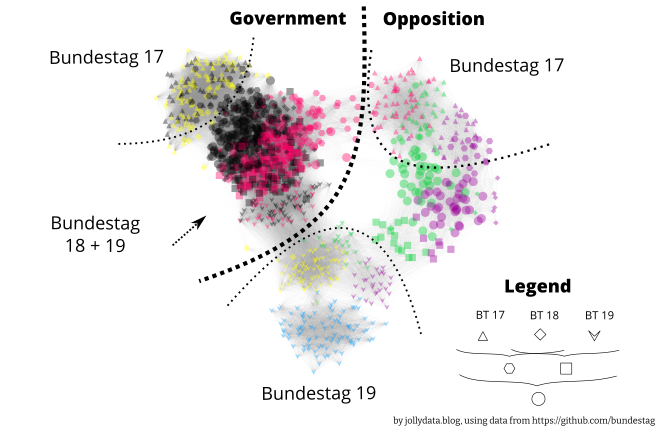 Government
Opposition
Bundestag 17
Bundestag 17
Bundestag
18 + 19
Legend
BT 17
BT 18
BT 19
Bundestag 19
by jollydata.blog, using data from https://github.com/bundestag